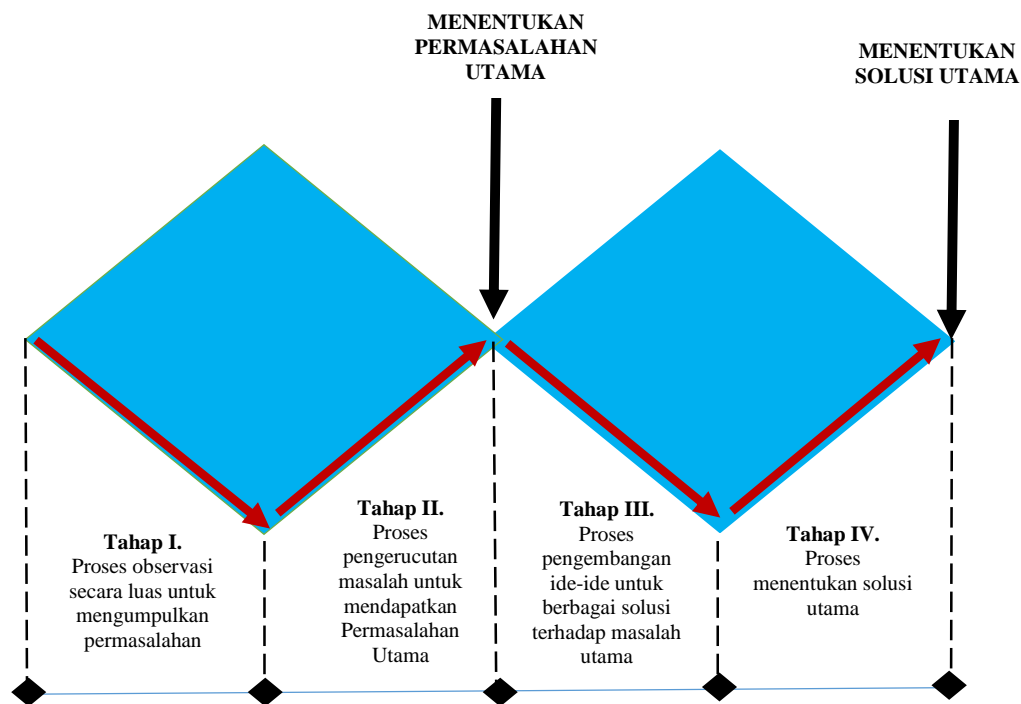 MENENTUKAN
PERMASALAHAN
UTAMA
MENENTUKAN
SOLUSI UTAMA
Tahap I.
Proses observasi
secara luas untuk
mengumpulkan
permasalahan
Tahap II.
Proses
pengerucutan
masalah untuk
mendapatkan
Permasalahan
Utama
Tahap III.
Proses
pengembangan
ide-ide untuk
berbagai solusi
terhadap masalah
utama
Tahap IV.
Proses
menentukan solusi
utama